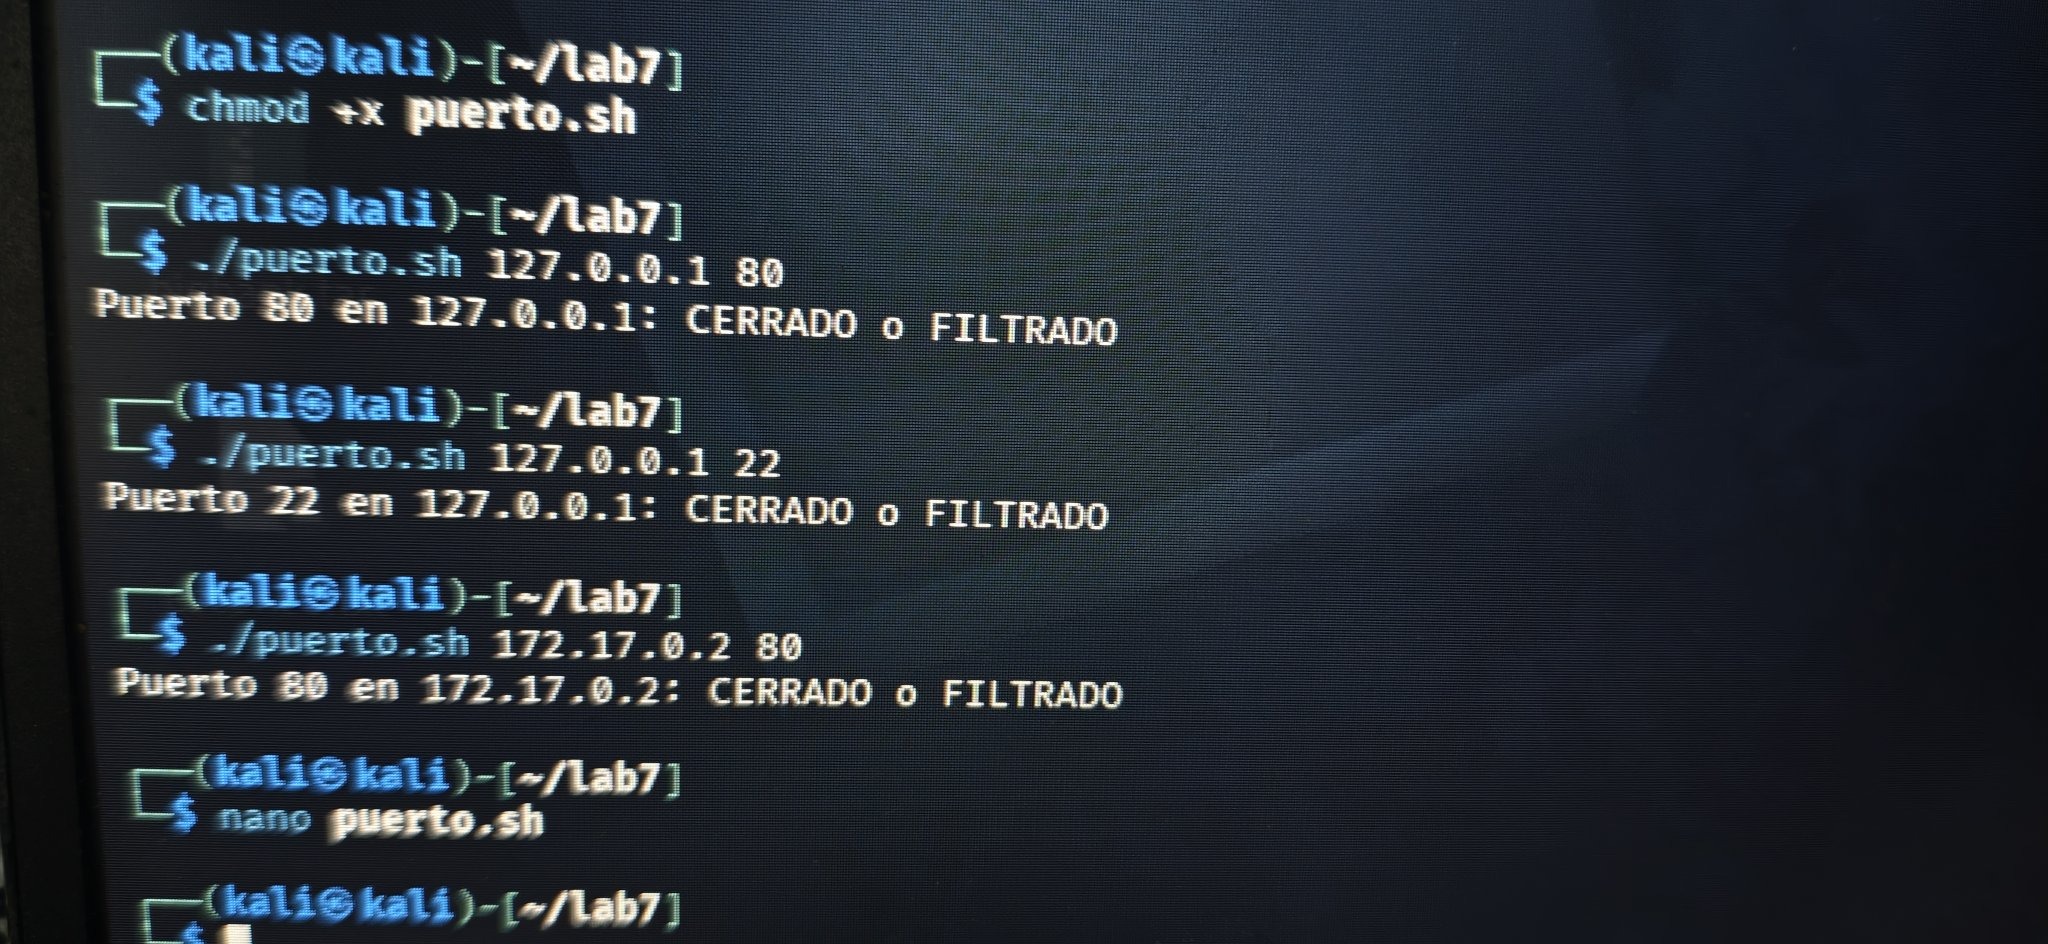 ┌──(kali㉿kali)-[~/lab7]
└─$ chmod +x puerto.sh
┌──(kali㉿kali)-[~/lab7]
└─$ ./puerto.sh 127.0.0.1 80
Puerto 80 en 127.0.0.1: CERRADO o FILTRADO
┌──(kali㉿kali)-[~/lab7]
└─$ ./puerto.sh 127.0.0.1 22
Puerto 22 en 127.0.0.1: CERRADO o FILTRADO
┌──(kali㉿kali)-[~/lab7]
└─$ ./puerto.sh 172.17.0.2 80
Puerto 80 en 172.17.0.2: CERRADO o FILTRADO
┌──(kali㉿kali)-[~/lab7]
└─$ nano puerto.sh
┌──(kali㉿kali)-[~/lab7]
└─$